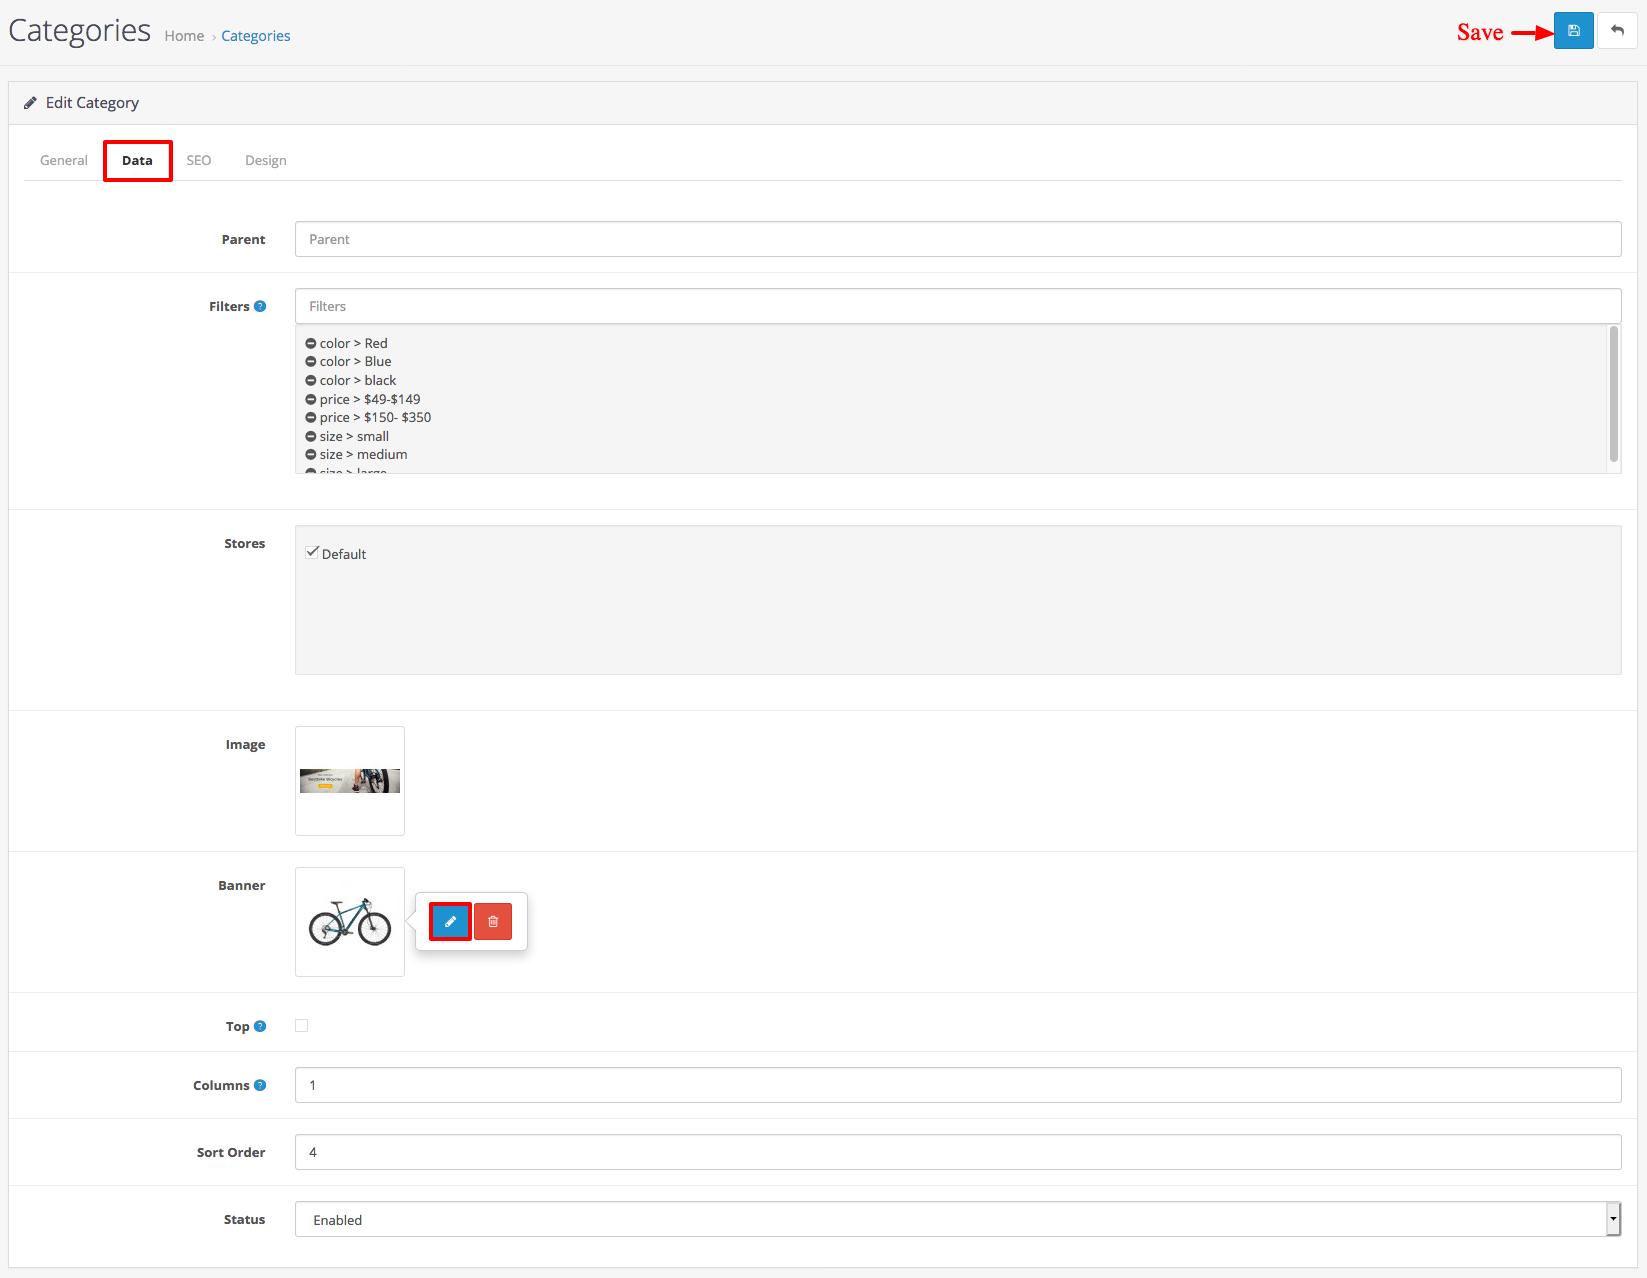 Categories Home › Categories
Save
Edit Category
General Data SEO Design
Parent Parent
Filters ? Filters
color > Red
color > Blue
color > black
price > $49-$149
price > $150- $350
size > small
size > medium
size > large
Stores
Default
Image
Banner
Top ?
Columns ? 1
Sort Order 4
Status Enabled